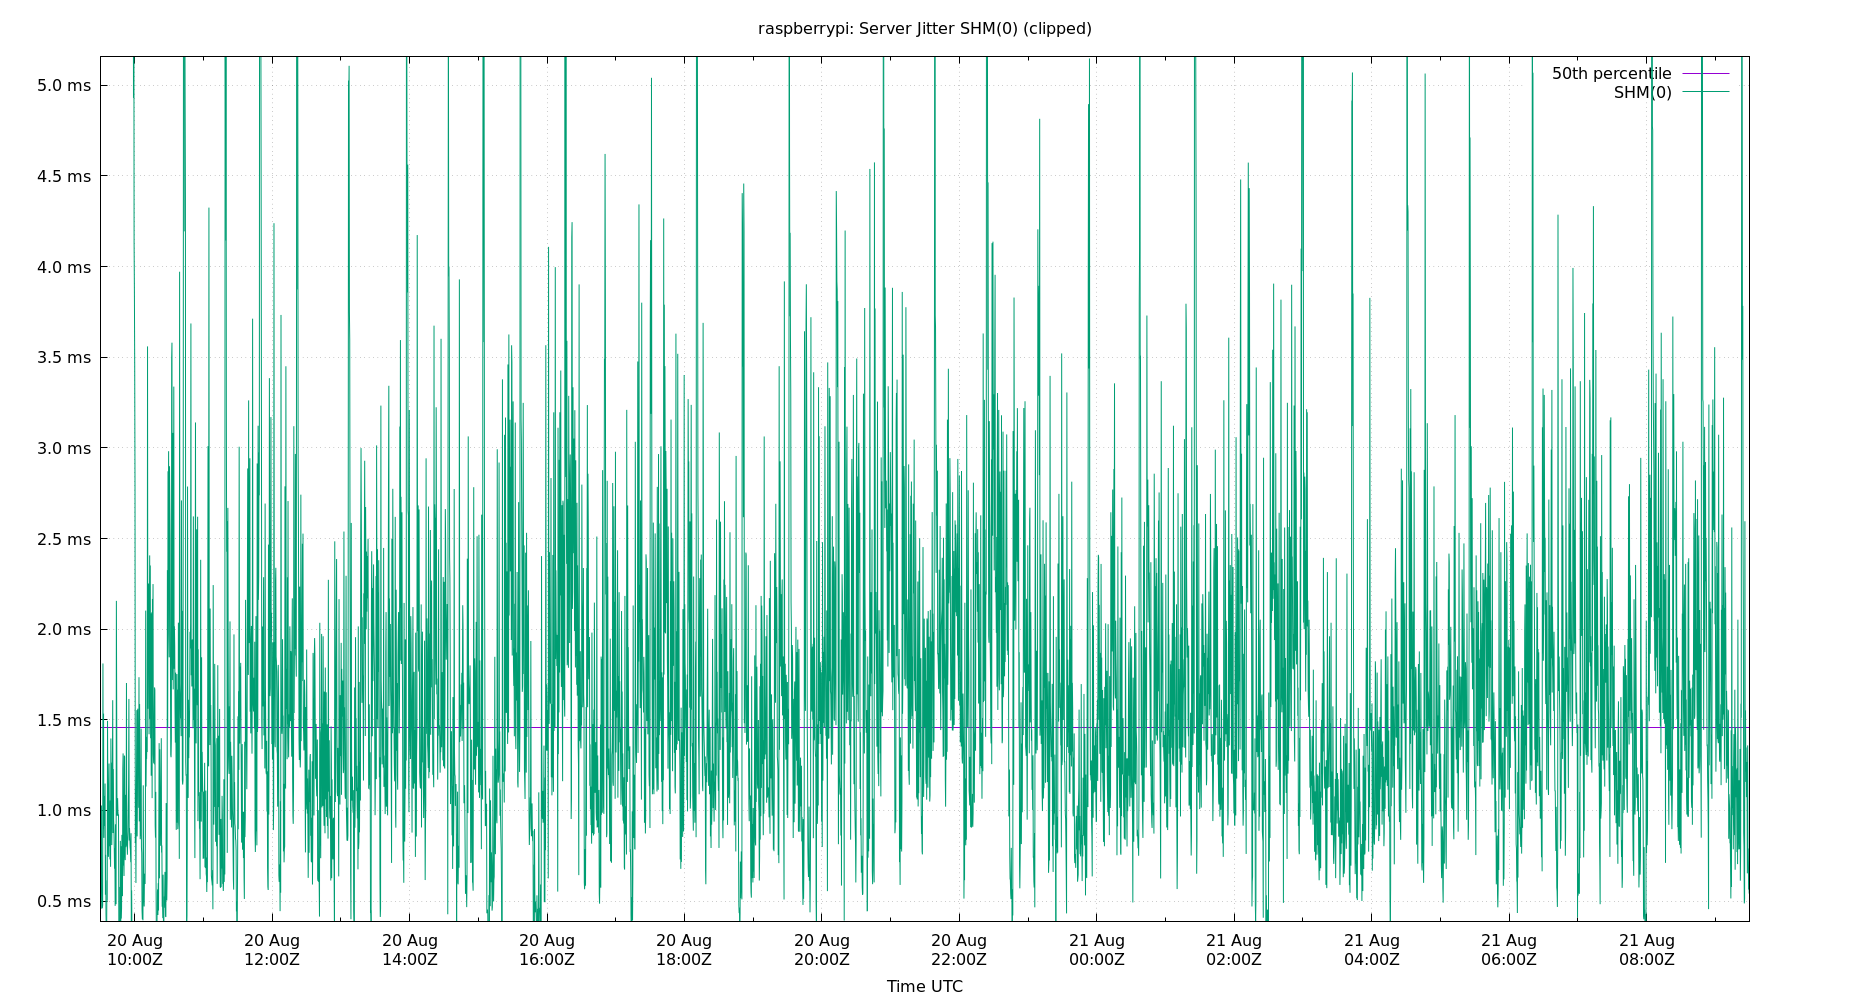 raspberrypi: Server Jitter SHM(0) (clipped)
50th percentile
SHM(0)
5.0 ms
4.5 ms
4.0 ms
3.5 ms
3.0 ms
2.5 ms
2.0 ms
1.5 ms
1.0 ms
0.5 ms
20 Aug 20 Aug 20 Aug 20 Aug 20 Aug 20 Aug 20 Aug 21 Aug 21 Aug 21 Aug 21 Aug 21 Aug
10:00Z 12:00Z 14:00Z 16:00Z 18:00Z 20:00Z 22:00Z 00:00Z 02:00Z 04:00Z 06:00Z 08:00Z
Time UTC